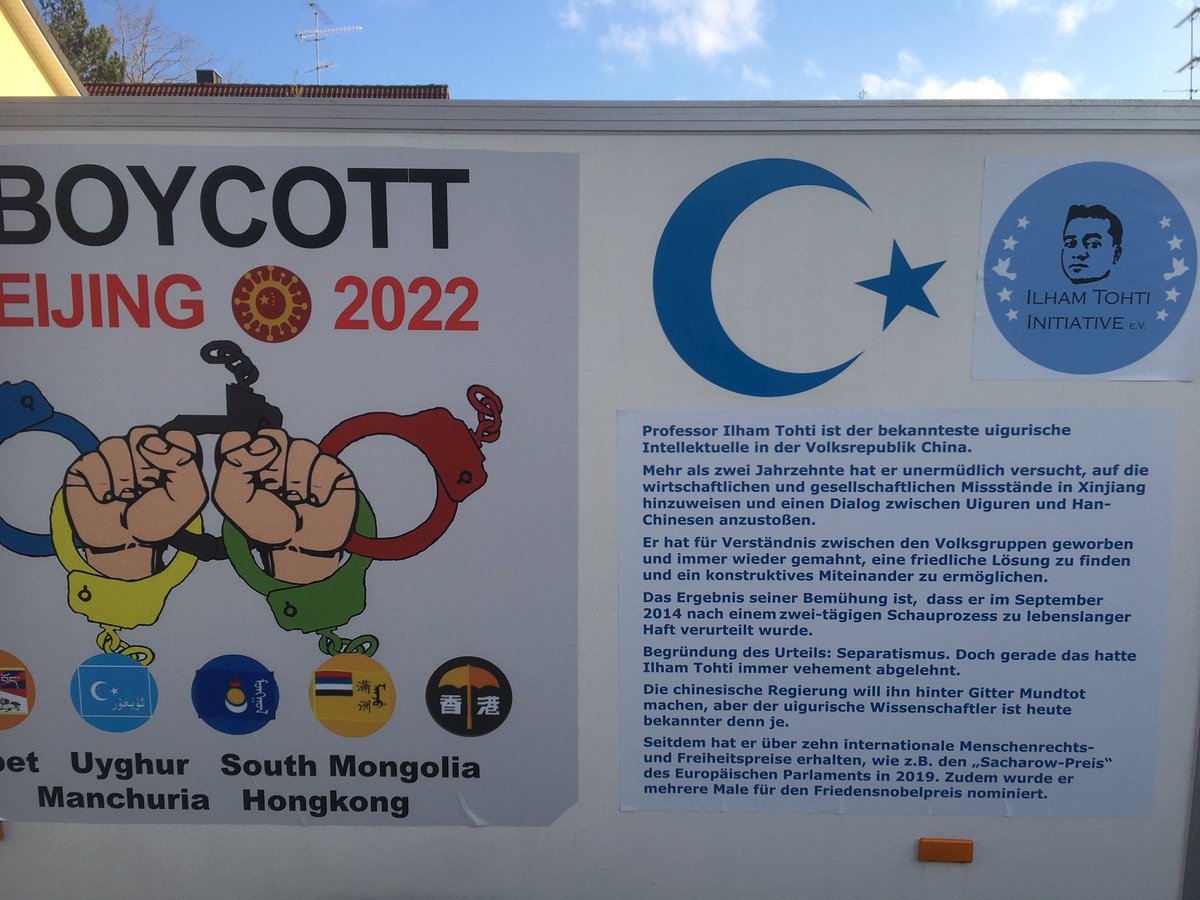 BOYCOTT
EIJING 2022
香 港
满洲
Uyghur South Mongolia
Manchuria Hongkong
ILHAM TOHTI
INITIATIVE E.V.
Professor Ilham Tohti ist der bekannteste uigurische
Intellektuelle in der Volksrepublik China.
Mehr als zwei Jahrzehnte hat er unermüdlich versucht, auf die
wirtschaftlichen und gesellschaftlichen Missstände in Xinjiang
hinzuweisen und einen Dialog zwischen Uiguren und Han-
Chinesen anzustoßen.
Er hat für Verständnis zwischen den Volksgruppen geworben
und immer wieder gemahnt, eine friedliche Lösung zu finden
und ein konstruktives Miteinander zu ermöglichen.
Das Ergebnis seiner Bemühung ist, dass er im September
2014 nach einem zwei-tägigen Schauprozess zu lebenslanger
Haft verurteilt wurde.
Begründung des Urteils: Separatismus. Doch gerade das hatte
Ilham Tohti immer vehement abgelehnt.
Die chinesische Regierung will ihn hinter Gitter Mundtot
machen, aber der uigurische Wissenschaftler ist heute
bekannter denn je.
Seitdem hat er über zehn internationale Menschenrechts-
und Freiheitspreise erhalten, wie z.B. den „Sacharow-Preis“
des Europäischen Parlaments in 2019. Zudem wurde er
mehrere Male für den Friedensnobelpreis nominiert.